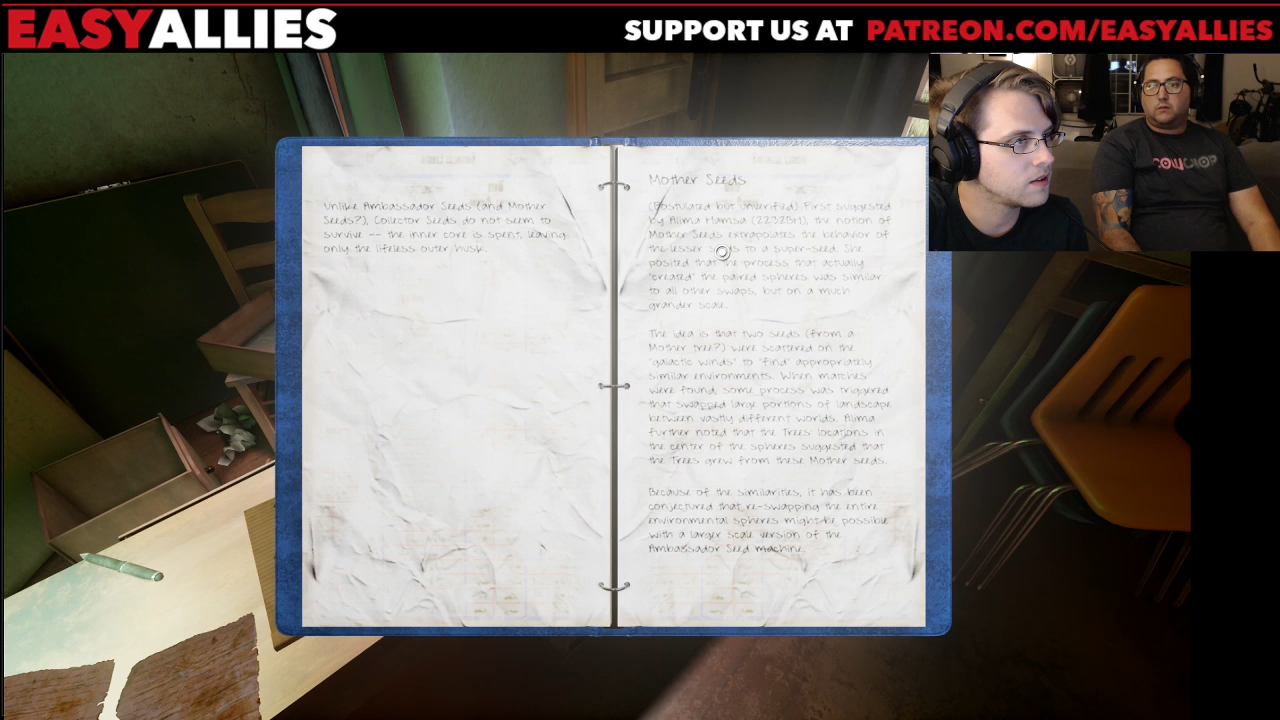 EASYALLIES
SUPPORT US AT PATREON.COM/EASYALLIES
COWCHOP
Unlike Ambassador Seeds (and Mother
Seeds?), Collector Seeds do not seem to
survive -- the inner core is spent, leaving
only the lifeless outer husk.
Mother Seeds
(Postulated but unverified) First suggested
by Alima Hamsa (22323H), the notion of
Mother Seeds extrapolates the behavior of
the lesser seeds to a super-seed. She
posited that the process that actually
"created" the paired spheres was similar
to all other swaps, but on a much
grander scale.
The idea is that two seeds (from a
Mother tree?) were scattered on the
"galactic winds" to "find" appropriately
similar environments. When matches
were found, some process was triggered
that swapped large portions of landscape
between vastly different worlds. Alima
further noted that the Trees locations in
the center of the spheres suggested that
the Trees grew from these Mother seeds.
Because of the similarities, it has been
conjectured that re-swapping the entire
environmental spheres might be possible
with a larger scale version of the
Ambassador Seed machine.